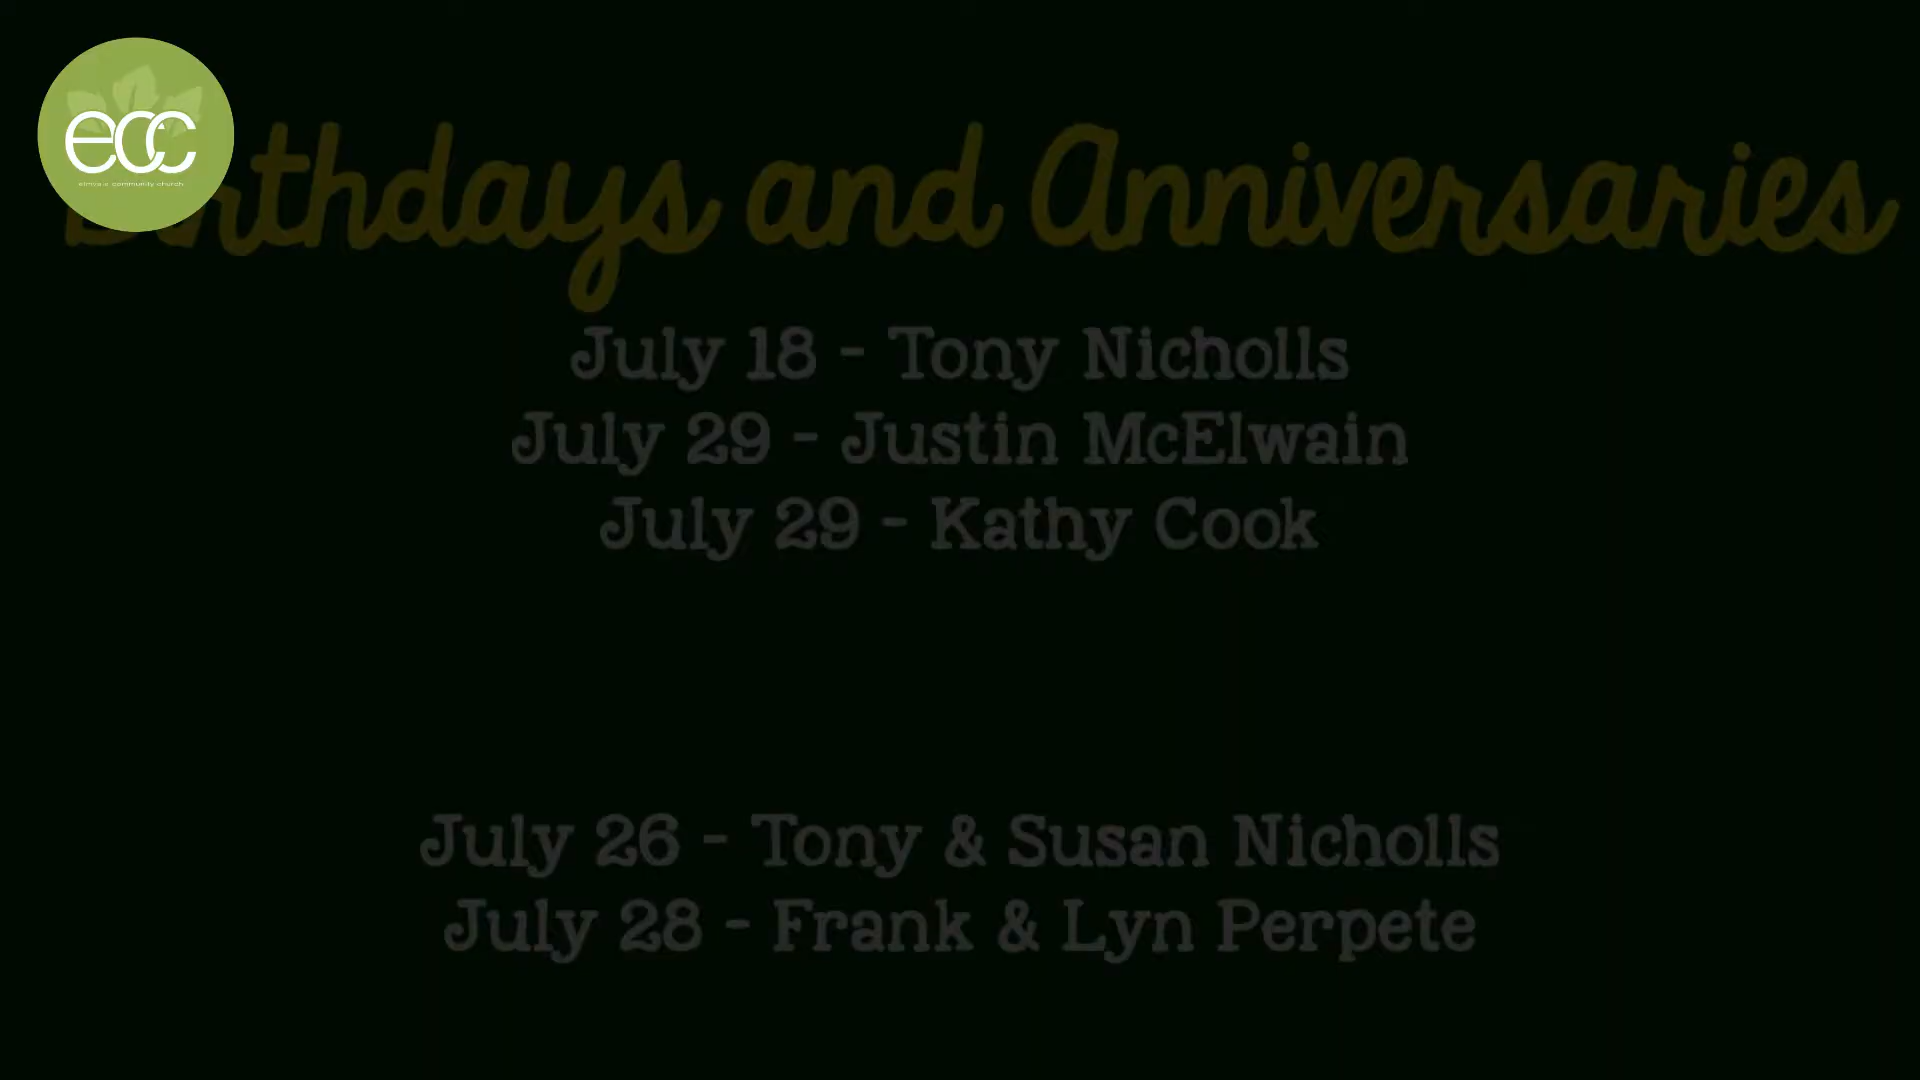 ecc
Birthdays and Anniversaries
July 18 - Tony Nicholls
July 29 - Justin McElwain
July 29 - Kathy Cook
July 26 - Tony & Susan Nicholls
July 28 - Frank & Lyn Perpete